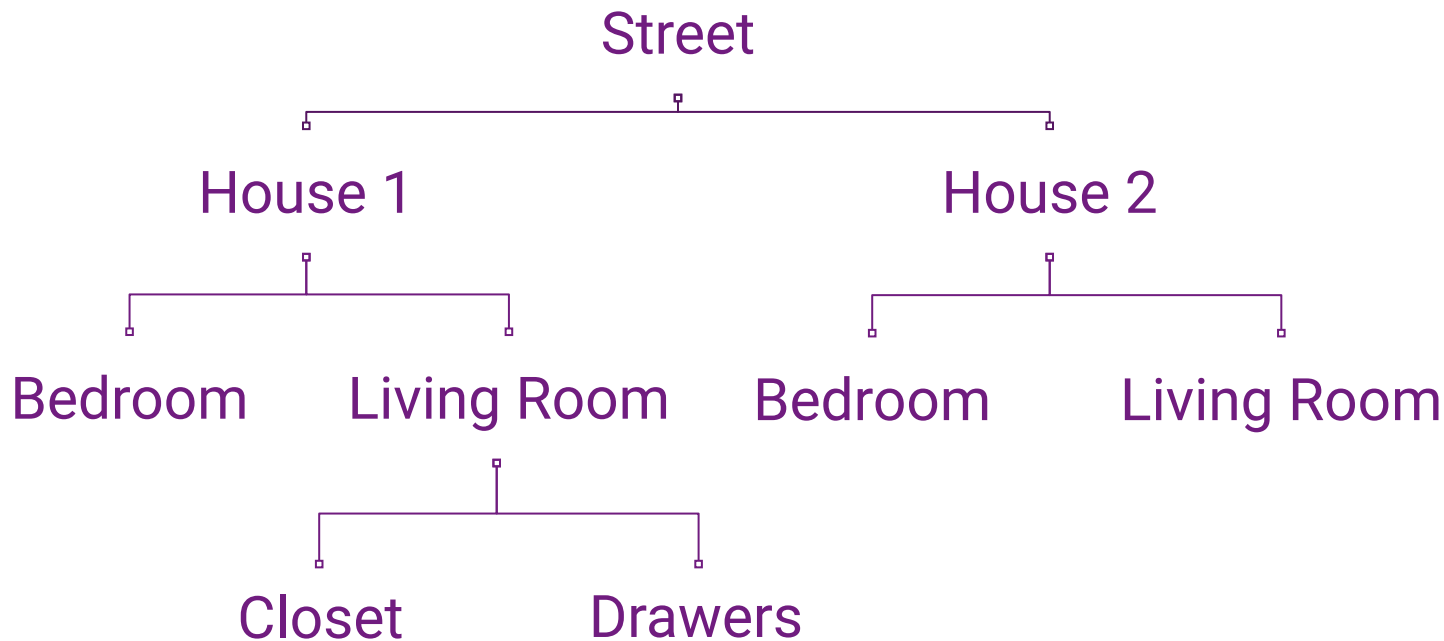 Street
House 1
House 2
Bedroom
Living Room
Bedroom
Living Room
Closet
Drawers